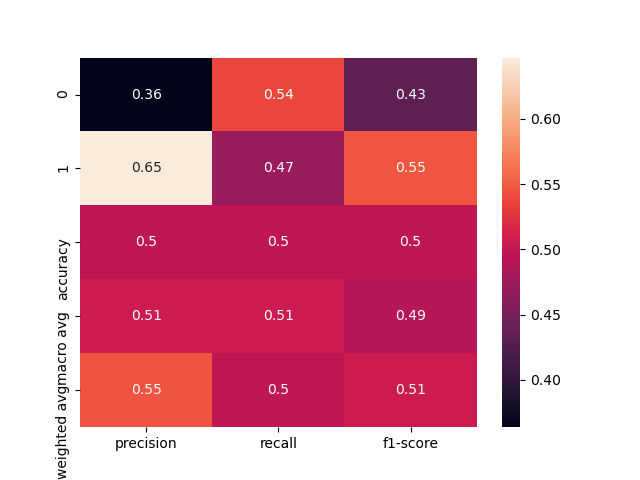 0 0.36 0.54 0.43
1 0.65 0.47 0.55
accuracy 0.5 0.5 0.5
macro avg 0.51 0.51 0.49
weighted avg 0.55 0.5 0.51
precision recall f1-score
0.60
0.55
0.50
0.45
0.40